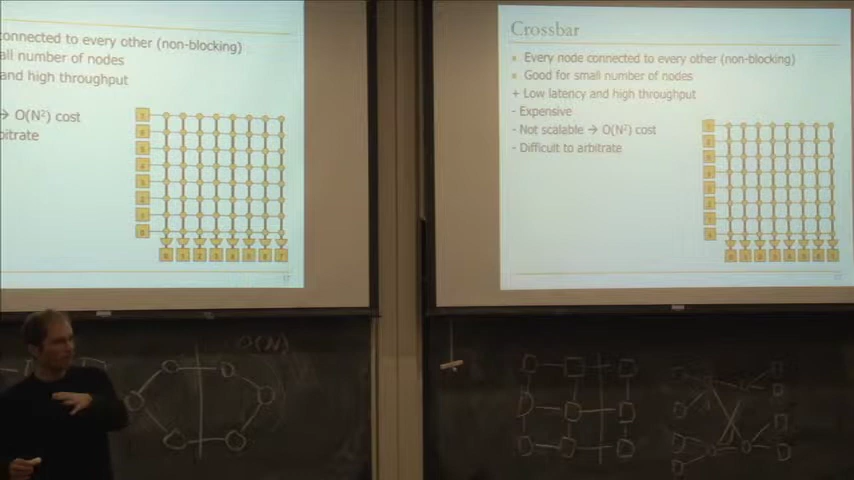 connected to every other (non-blocking)
all number of nodes
and high throughput
→ O(N²) cost
bitrate
Crossbar
Every node connected to every other (non-blocking)
Good for small number of nodes
+ Low latency and high throughput
- Expensive
- Not scalable → O(N²) cost
- Difficult to arbitrate
O(N)